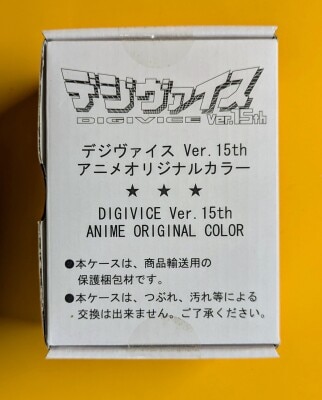 デジヴァイス
DIGIVICE Ver.15th
デジヴァイス Ver.15th
アニメオリジナルカラー
★ ★ ★
DIGIVICE Ver.15th
ANIME ORIGINAL COLOR
●本ケースは、商品輸送用の
保護梱包材です。
●本ケースは、つぶれ、汚れ等による
交換は出来ません。ご了承ください。